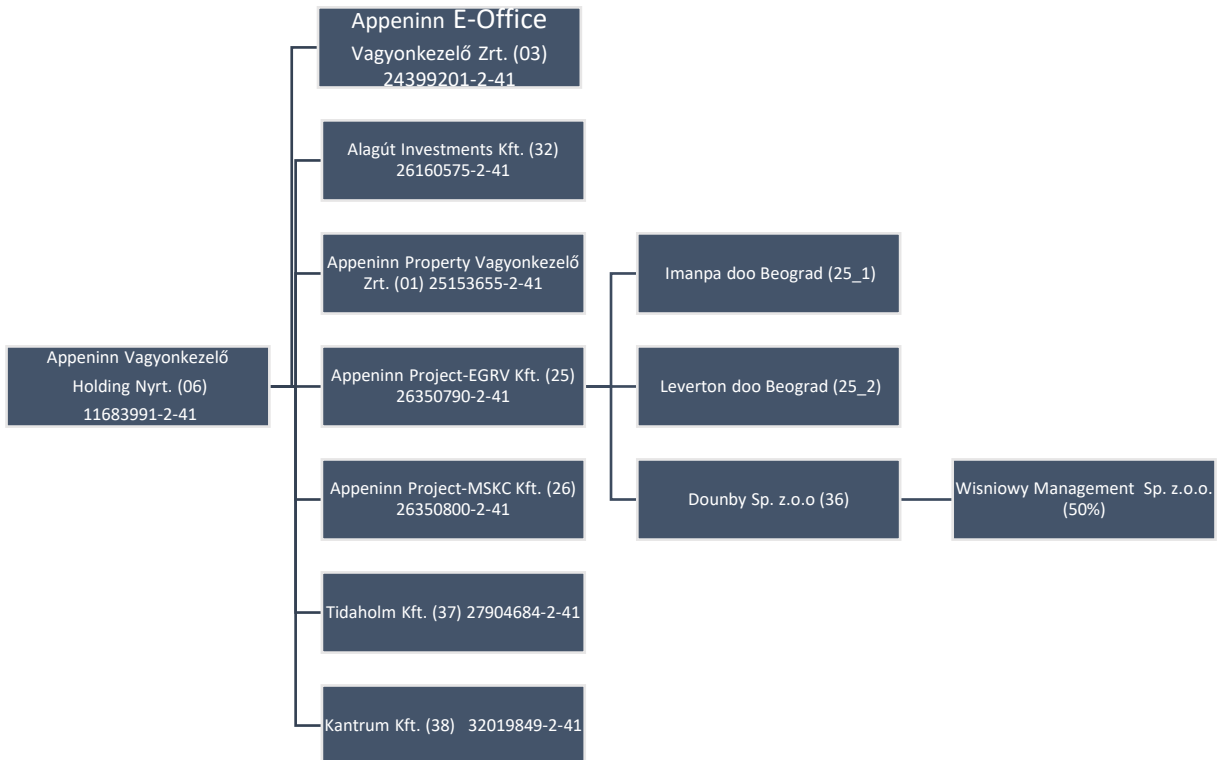 Appeninn E-Office
Vagyonkezelő Zrt. (03)
24399201-2-41
Alagút Investments Kft. (32)
26160575-2-41
Appeninn Property Vagyonkezelő
Zrt. (01) 25153655-2-41
Imanpa doo Beograd (25_1)
Appeninn Vagyonkezelő
Holding Nyrt. (06)
11683991-2-41
Appeninn Project-EGRV Kft. (25)
26350790-2-41
Leverton doo Beograd (25_2)
Appeninn Project-MSKC Kft. (26)
26350800-2-41
Dounby Sp. z.o.o (36)
Wisniowy Management Sp. z.o.o.
(50%)
Tidaholm Kft. (37) 27904684-2-41
Kantrum Kft. (38) 32019849-2-41